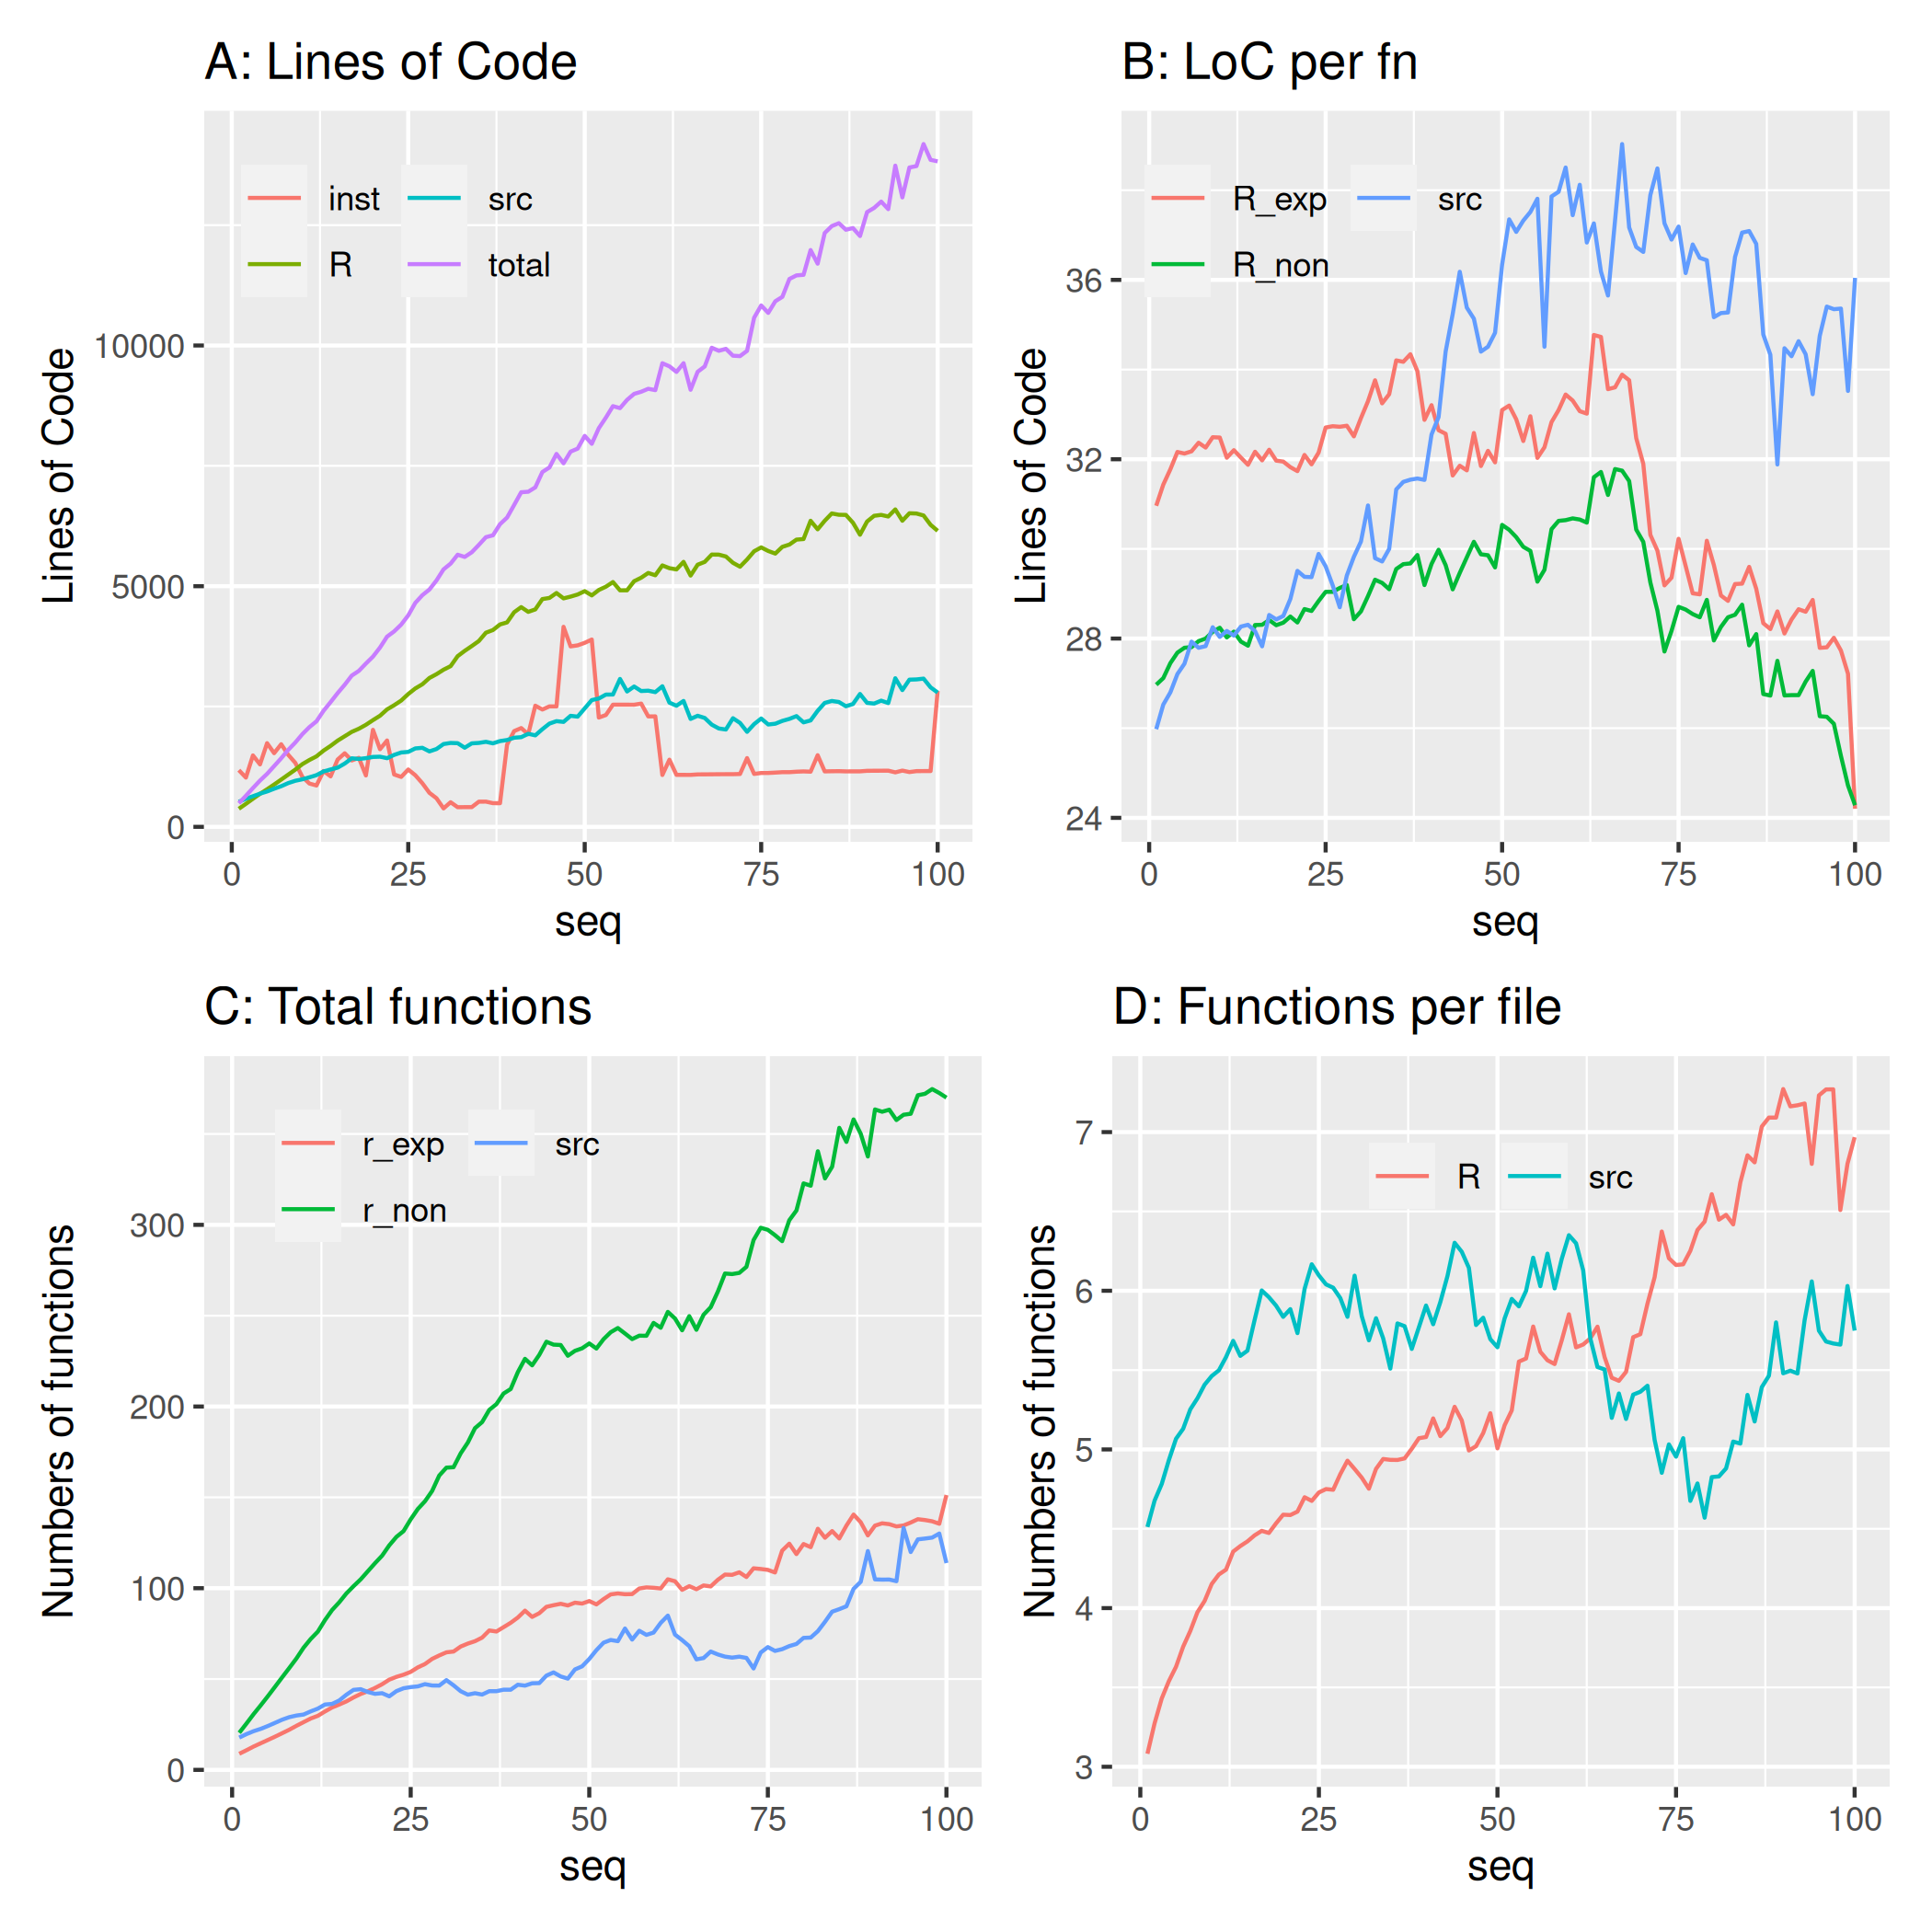 A: Lines of Code
inst
src
R
total
Lines of Code
10000
5000
0
0
25
50
75
100
seq
B: LoC per fn
R_exp
src
R_non
Lines of Code
36
32
28
24
0
25
50
75
100
seq
C: Total functions
r_exp
src
r_non
Numbers of functions
300
200
100
0
0
25
50
75
100
seq
D: Functions per file
R
src
Numbers of functions
7
6
5
4
3
0
25
50
75
100
seq